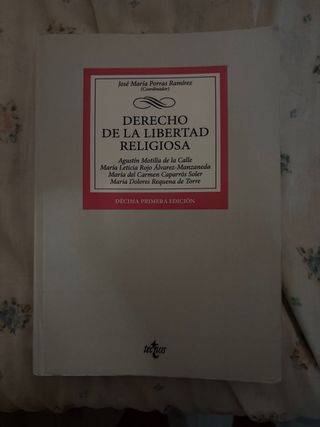 José María Porras Ramírez
(Coordinador)
DERECHO
DE LA LIBERTAD
RELIGIOSA
Agustín Motilla de la Calle
María Leticia Rojo Álvarez-Manzaneda
María del Carmen Caparrós Soler
María Dolores Requena de Torre
DÉCIMA PRIMERA EDICIÓN
tecnos